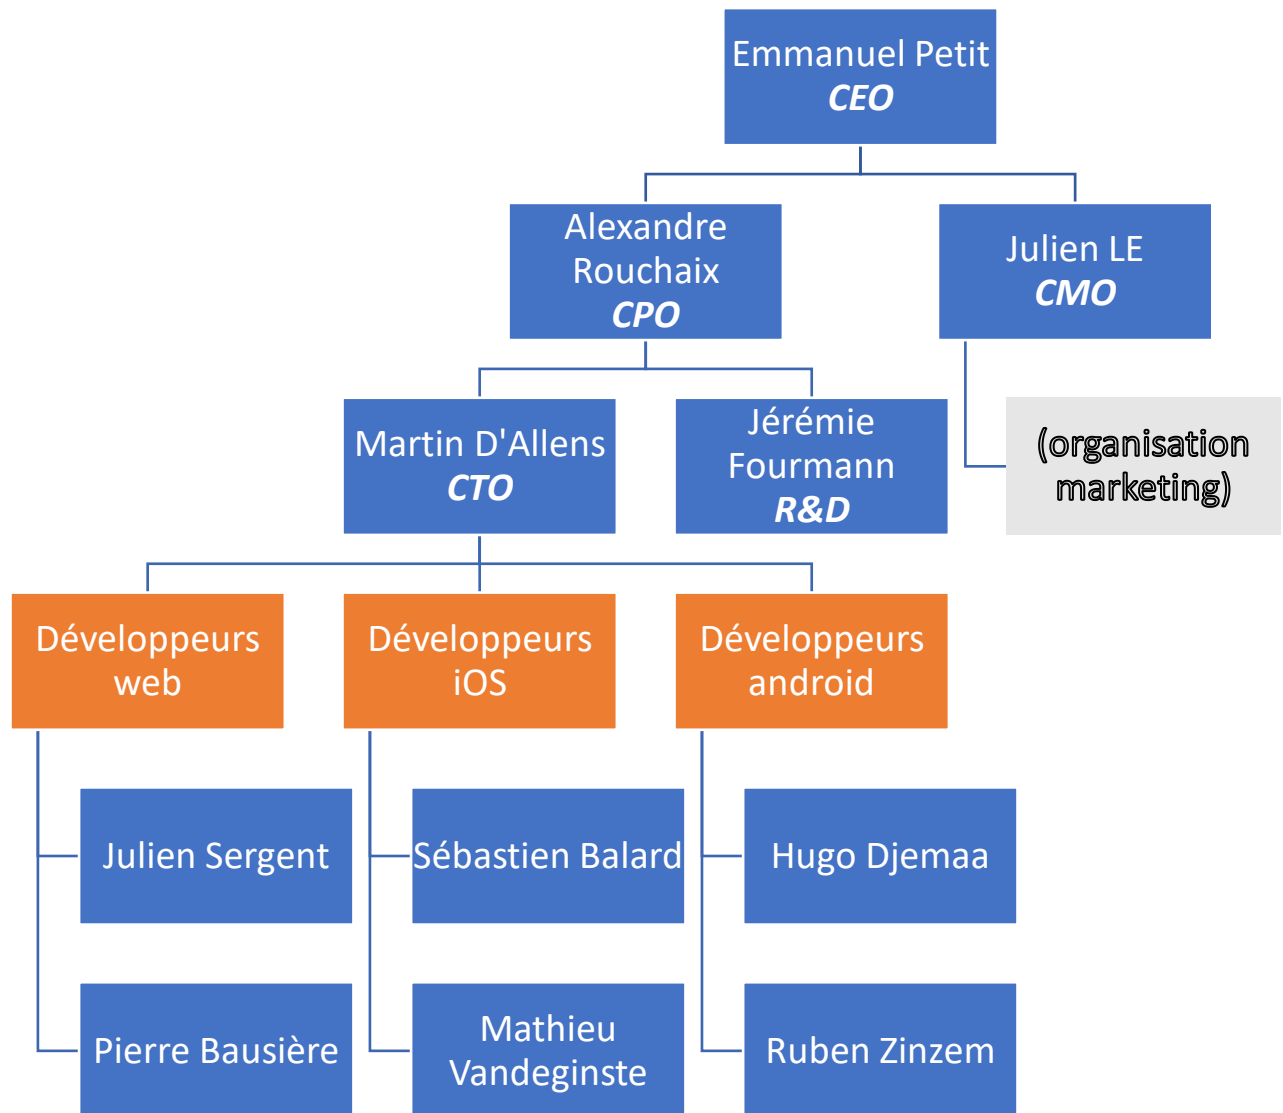 Emmanuel Petit
CEO
Alexandre
Rouchaix
CPO
Julien LE
CMO
Martin D'Allens
CTO
Jérémie
Fourmann
R&D
(organisation
marketing)
Développeurs
web
Développeurs
iOS
Développeurs
android
Julien Sergent
Sébastien Balard
Hugo Djemaa
Pierre Bausière
Mathieu
Vandeginste
Ruben Zinzem